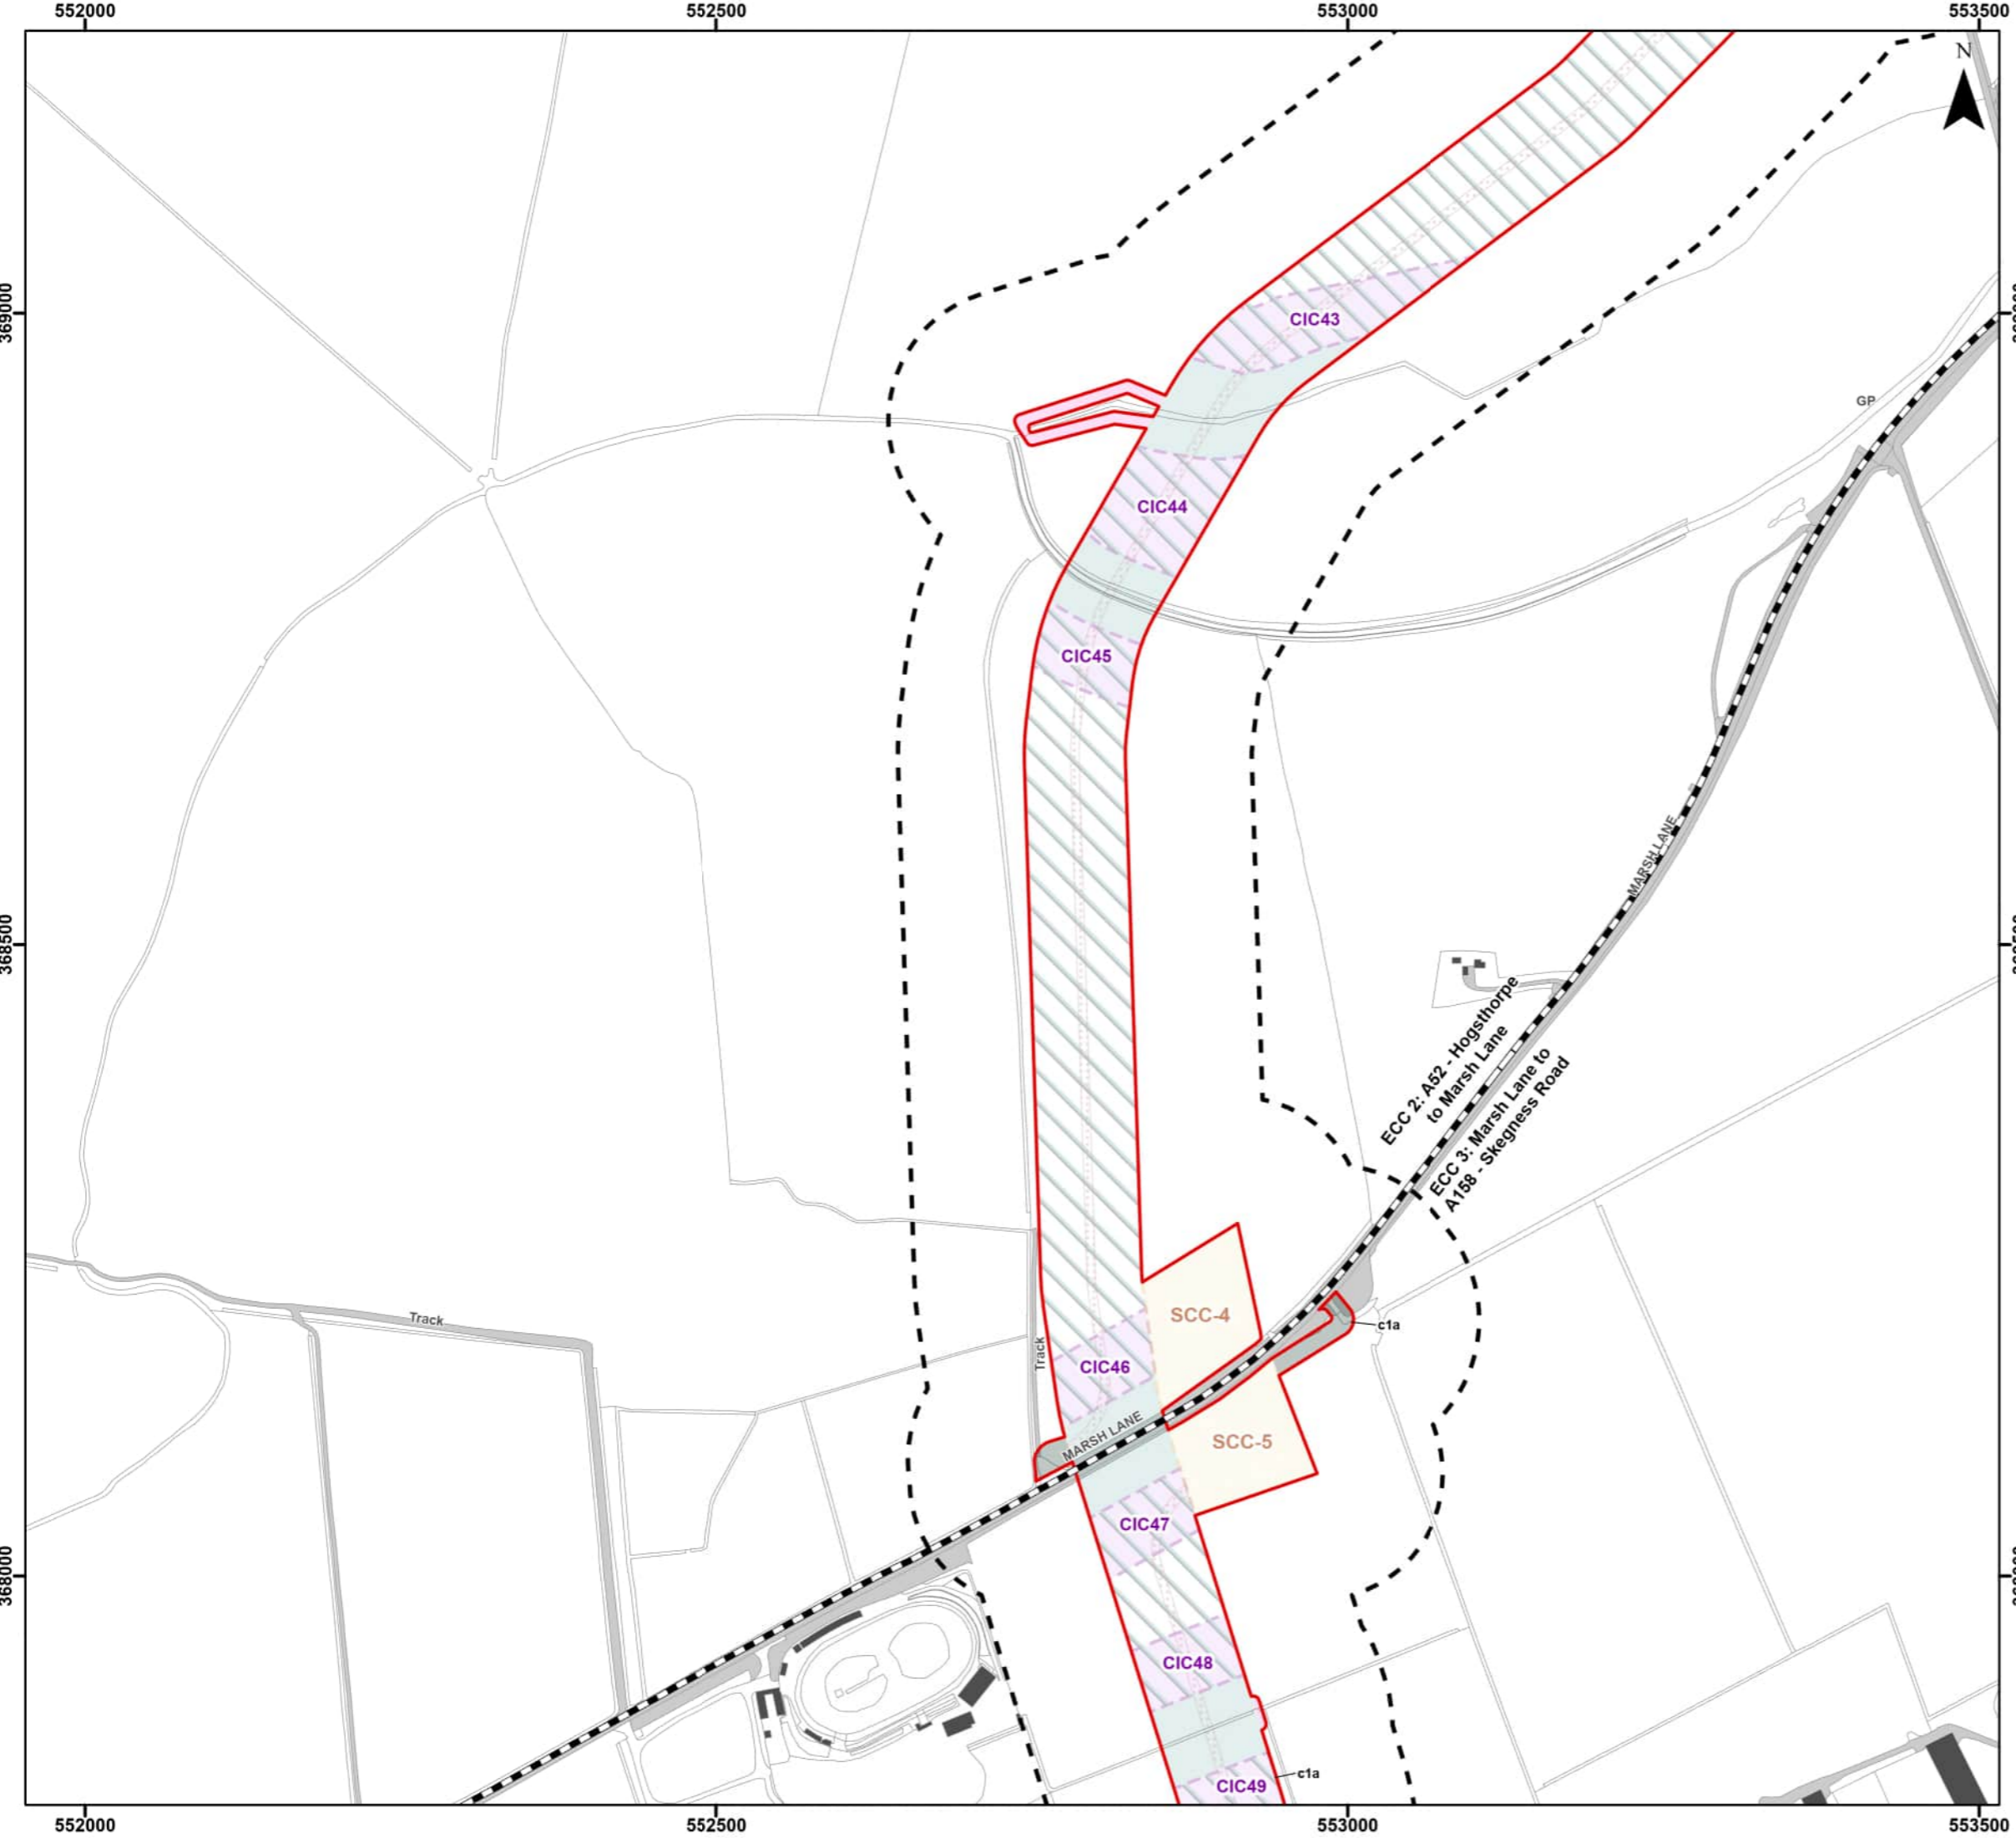 552000
552500
553000
553500
N
369000
CIC43
GP
CIC44
CIC45
MARSH LANE
368500
ECC 2: A52 - Hogsthorpe
to Marsh Lane
ECC 3: Marsh Lane to
A158 - Skegness Road
SCC-4
Track
c1a
Track
CIC46
MARSH LANE
SCC-5
CIC47
368000
CIC48
c1a
CIC49
552000
552500
553000
553500